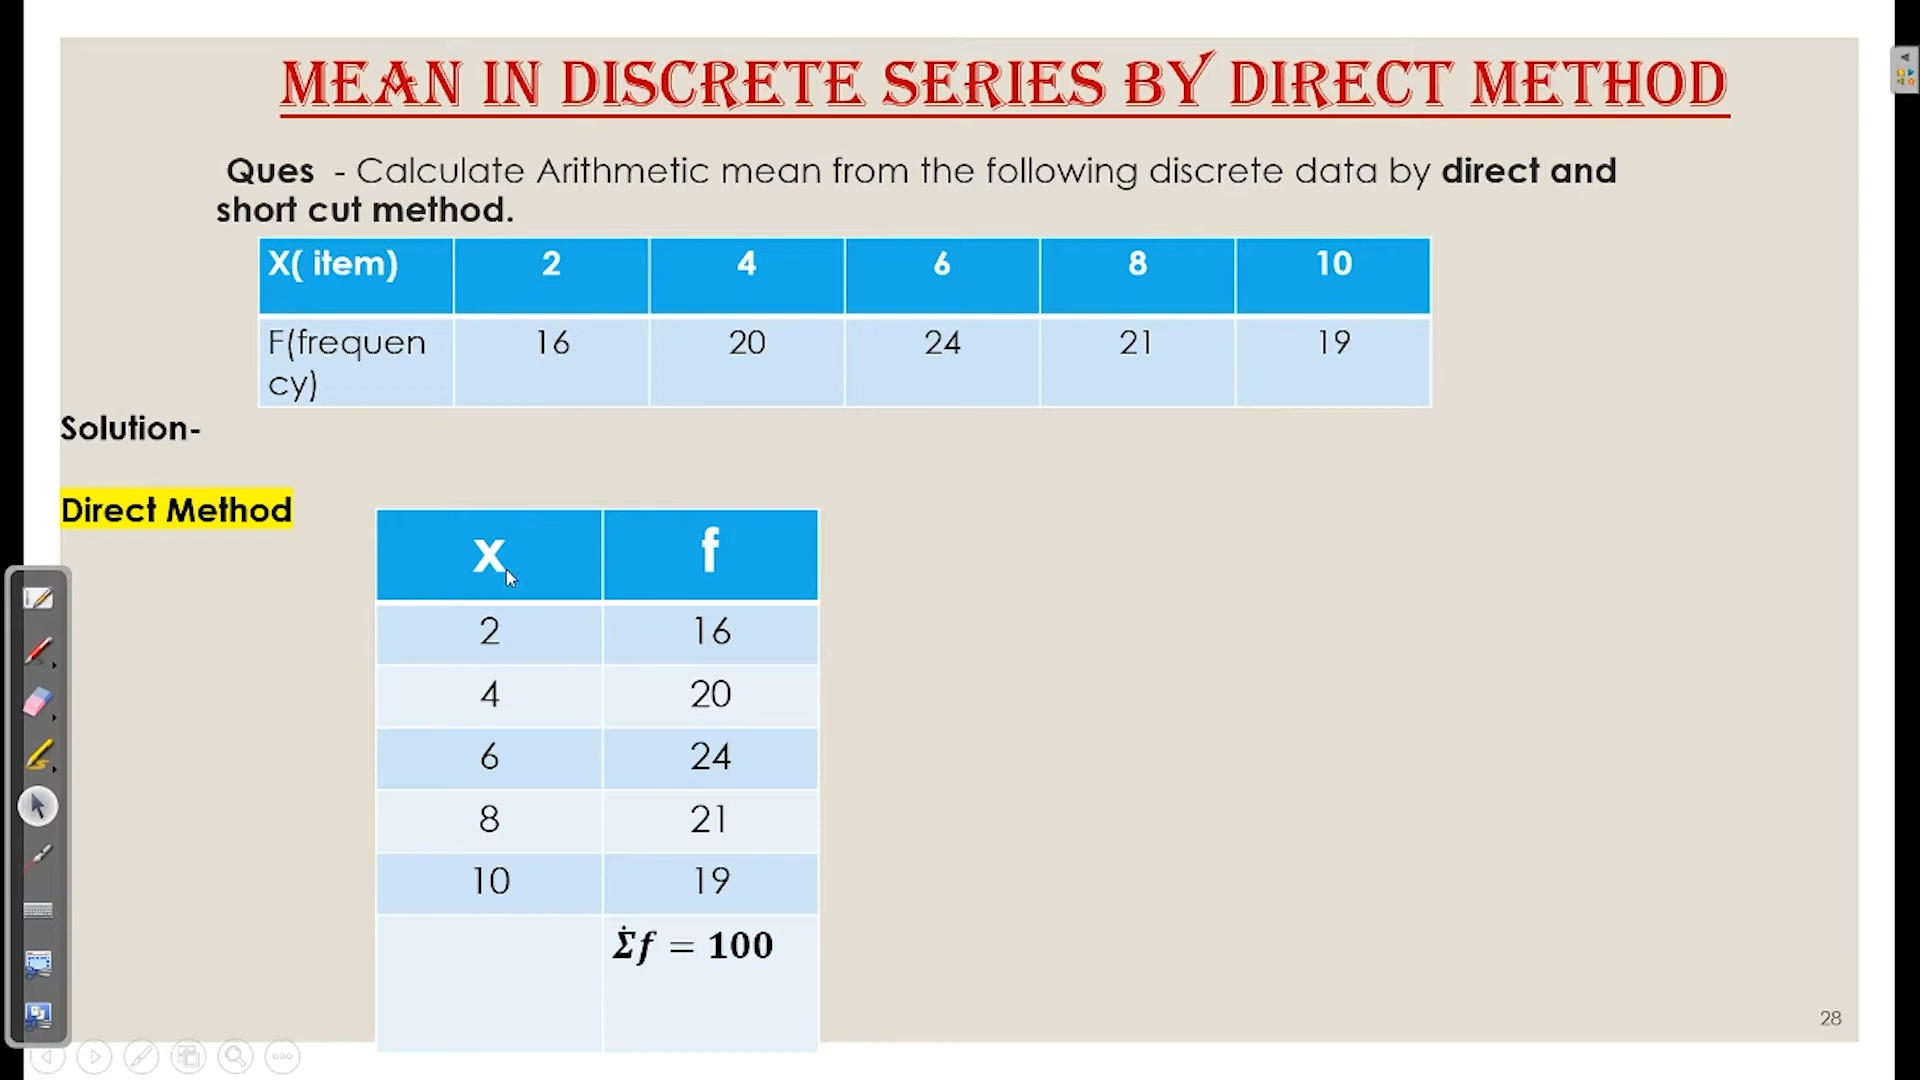 MEAN IN DISCRETE SERIES BY DIRECT METHOD
Ques - Calculate Arithmetic mean from the following discrete data by direct and
short cut method.
X( item) 2 4 6 8 10
F(frequen 16 20 24 21 19
cy)
Solution-
Direct Method
x f
2 16
4 20
6 24
8 21
10 19
Σ̇f = 100
28